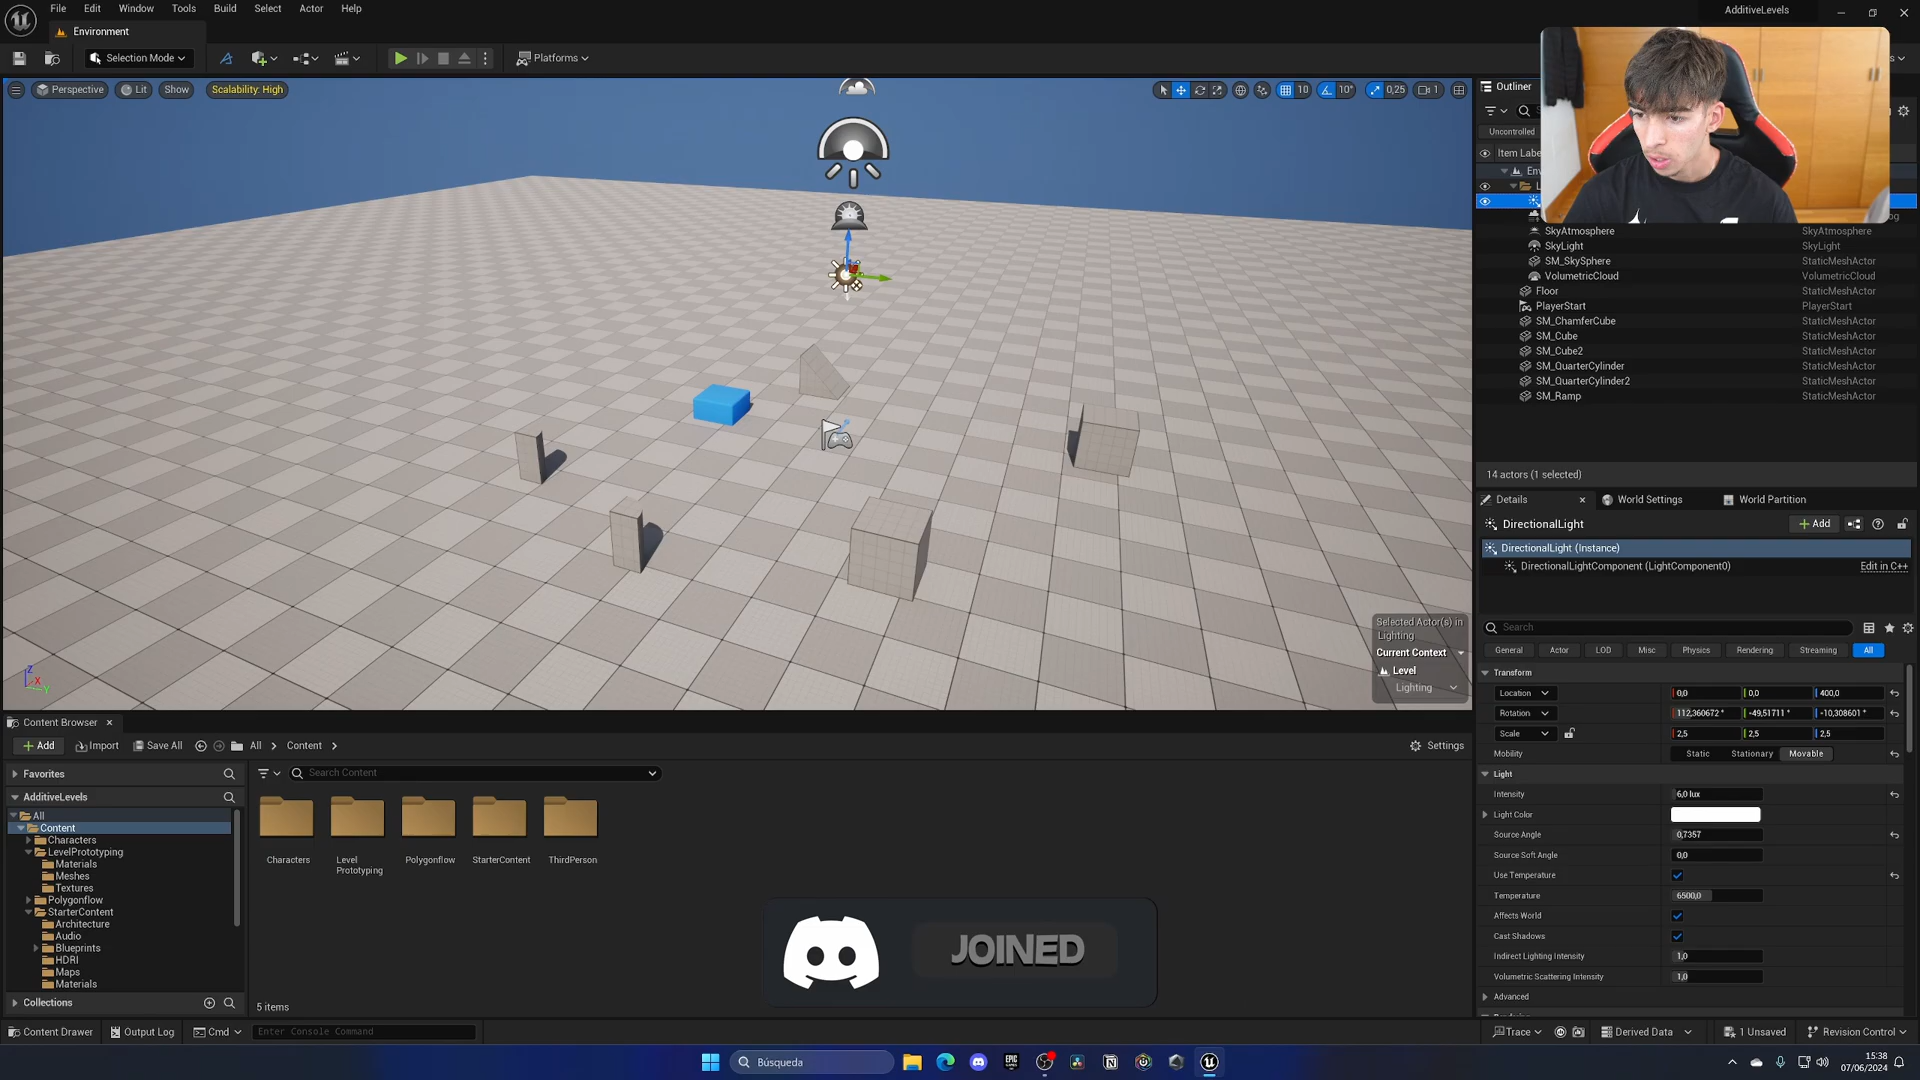 File Edit Window Tools Build Select Actor Help
AdditiveLevels
Environment
Selection Mode
Platforms
Perspective Lit Show Scalability: High
10 10° 0,25 1
Outliner
Uncontrolled
Item Labe
Env
SkyAtmosphere SkyAtmosphere
SkyLight SkyLight
SM_SkySphere StaticMeshActor
VolumetricCloud VolumetricCloud
Floor StaticMeshActor
PlayerStart PlayerStart
SM_ChamferCube StaticMeshActor
SM_Cube StaticMeshActor
SM_Cube2 StaticMeshActor
SM_QuarterCylinder StaticMeshActor
SM_QuarterCylinder2 StaticMeshActor
SM_Ramp StaticMeshActor
14 actors (1 selected)
Details World Settings World Partition
DirectionalLight
Add
DirectionalLight (Instance)
DirectionalLightComponent (LightComponent0) Edit in C++
Search
General Actor LOD Misc Physics Rendering Streaming All
Transform
Location 0,0 0,0 400,0
Rotation 112,360672 ° -49,51711 ° -10,308601 °
Scale 2,5 2,5 2,5
Mobility Static Stationary Movable
Light
Intensity 6,0 lux
Light Color
Source Angle 0,7357
Source Soft Angle 0,0
Use Temperature
Temperature 6500,0
Affects World
Cast Shadows
Indirect Lighting Intensity 1,0
Volumetric Scattering Intensity 1,0
Advanced
Selected Actor(s) in
Lighting
Current Context
Level
Lighting
Z
X
Y
Content Browser
Add Import Save All All Content Settings
Favorites
Search Content
AdditiveLevels
All
Content
Characters
LevelPrototyping
Materials
Meshes
Textures
Polygonflow
StarterContent
Architecture
Audio
Blueprints
HDRI
Maps
Materials
Collections
Characters
Level
Prototyping
Polygonflow
StarterContent
ThirdPerson
5 items
JOINED
Content Drawer Output Log Cmd Enter Console Command
Trace Derived Data 1 Unsaved Revision Control
Búsqueda
EPIC
GAMES
15:38
07/06/2024